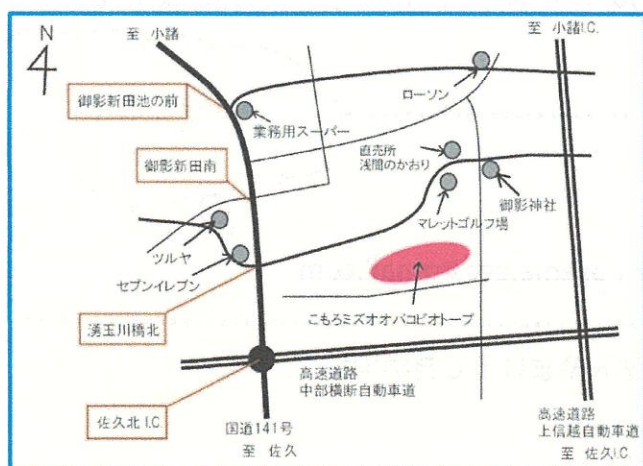 N
至 小諸
至 小諸I.C.
御影新田池の前
業務用スーパー
ローソン
直売所
浅間のかおり
御影新田南
マレットゴルフ場
御影神社
ツルヤ
セブンイレブン
こもろミズオオバコビオトープ
湧玉川橋北
高速道路
中部横断自動車道
佐久北 I.C
国道141号
至 佐久
高速道路
上信越自動車道
至 佐久I.C.